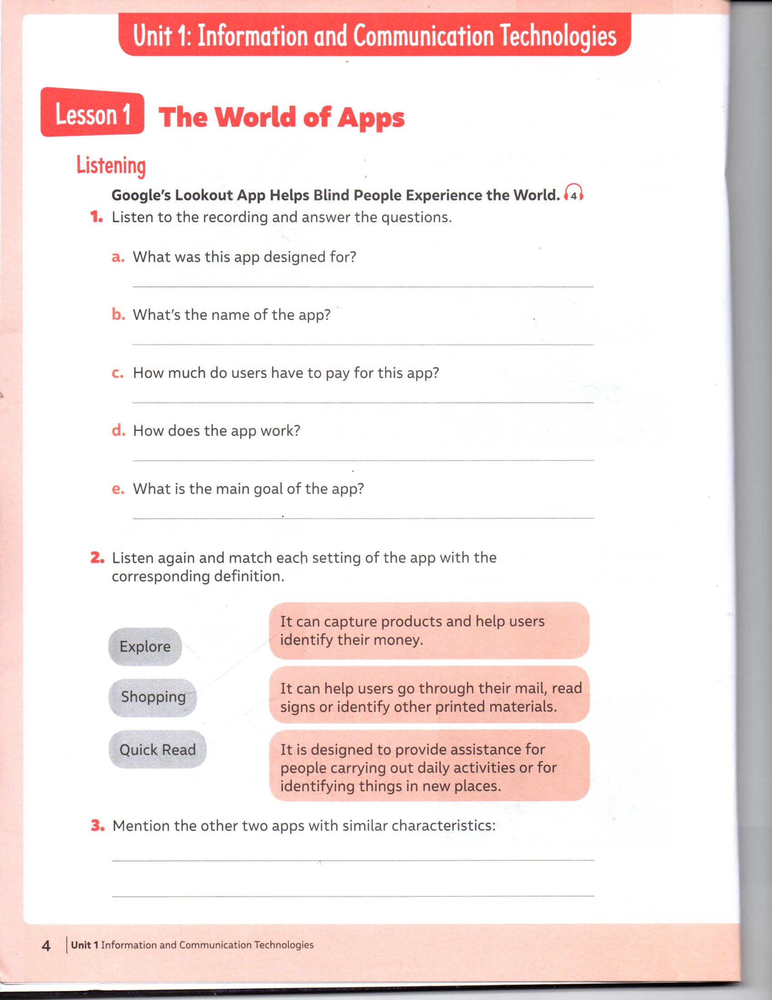 Unit 1: Information and Communication Technologies
Lesson 1
The World of Apps
Listening
Google's Lookout App Helps Blind People Experience the World. 4
1. Listen to the recording and answer the questions.
a. What was this app designed for?
b. What's the name of the app?
c. How much do users have to pay for this app?
d. How does the app work?
e. What is the main goal of the app?
2. Listen again and match each setting of the app with the
corresponding definition.
Explore
Shopping
Quick Read
It can capture products and help users
identify their money.
It can help users go through their mail, read
signs or identify other printed materials.
It is designed to provide assistance for
people carrying out daily activities or for
identifying things in new places.
3. Mention the other two apps with similar characteristics:
4 Unit 1 Information and Communication Technologies